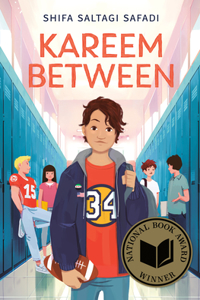 SHIFA SALTAGI SAFADI
KAREEM
BETWEEN
15
34
NATIONAL BOOK AWARD
WINNER